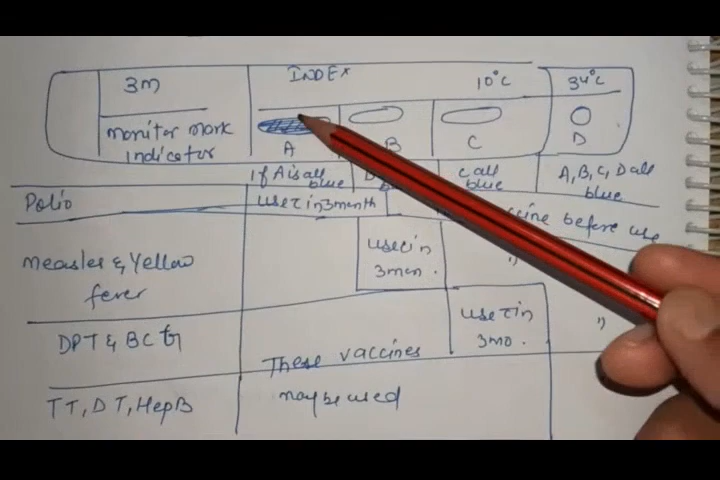 INDEX
3M 10°C 34°C
monitor mark
indicator
A B C D
If A is all blue
C all blue
A, B, C, D all blue
Polio
use in 3 month
vaccine before use
Measles & Yellow
fever
use in
3 mon.
"
DPT & BCG
use in
3 mo.
"
These vaccines
may be used
TT, DT, HepB